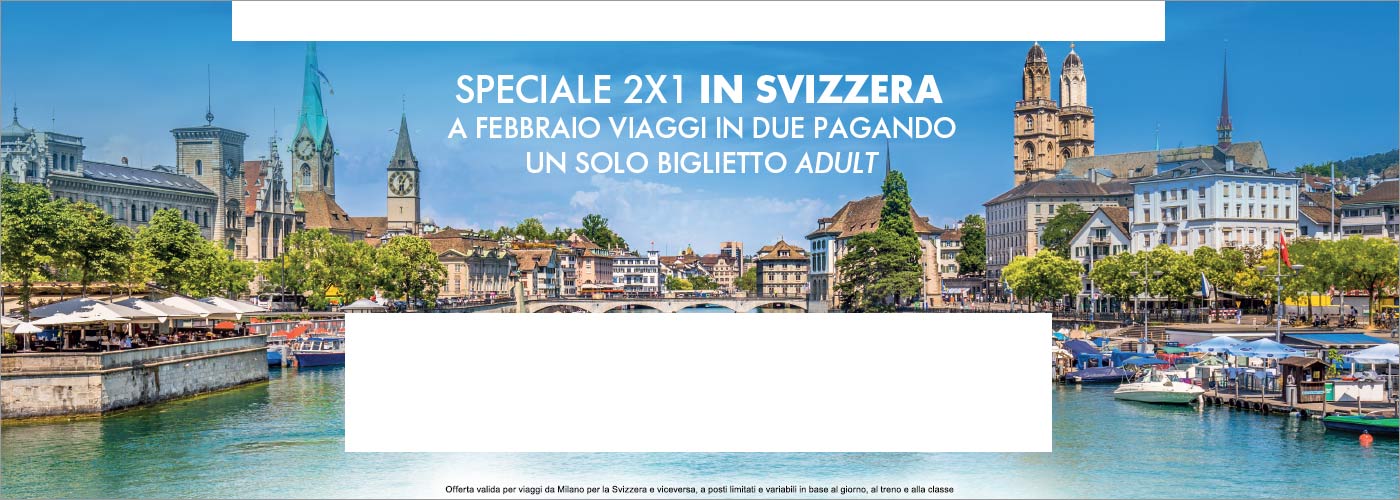 SPECIALE 2X1 IN SVIZZERA
A FEBBRAIO VIAGGI IN DUE PAGANDO
UN SOLO BIGLIETTO ADULT
Offerta valida per viaggi da Milano per la Svizzera e viceversa, a posti limitati e variabili in base al giorno, al treno e alla classe